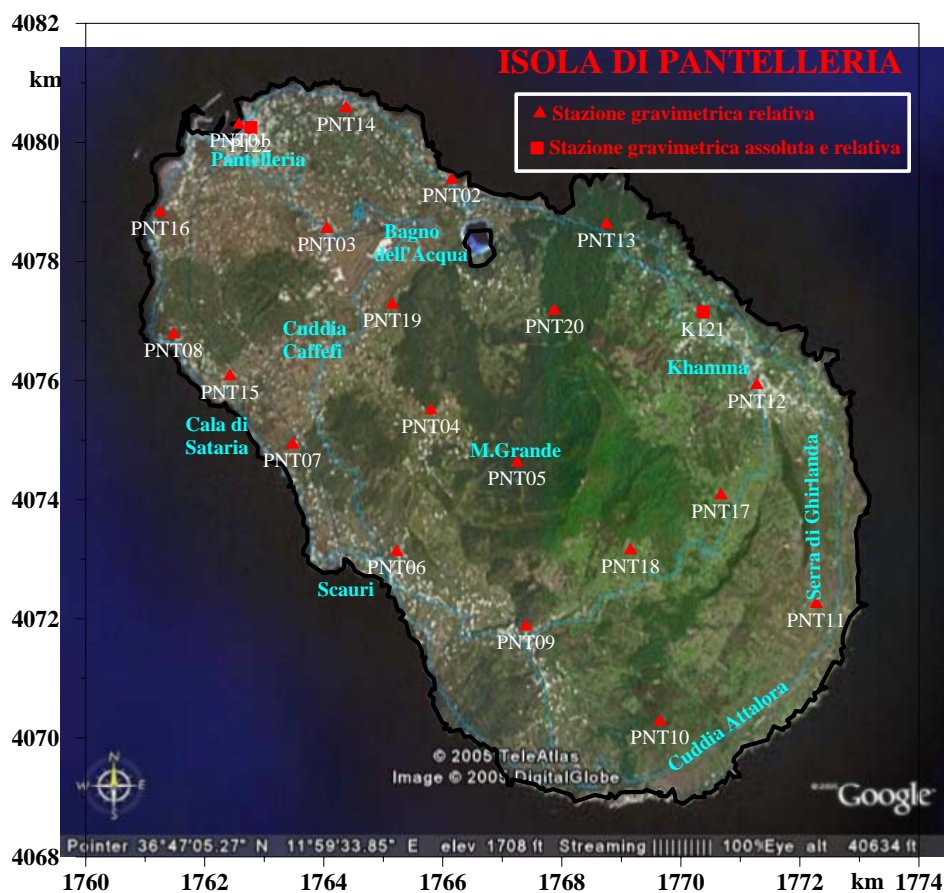 4082
km
4080
4078
4076
4074
4072
4070
4068
ISOLA DI PANTELLERIA
Stazione gravimetrica relativa
Stazione gravimetrica assoluta e relativa
PNT14
PNT01
Pantelleria
PNT02
PNT16
PNT03
Bagno
dell'Acqua
PNT13
PNT19
PNT20
K121
Cuddia
Caffefi
PNT08
Khamma
PNT15
PNT12
PNT04
Cala di
Sataria
PNT07
M.Grande
PNT05
PNT17
Serra di Ghirlanda
PNT06
PNT18
Scauri
PNT11
PNT09
PNT10
Cuddia Attalora
© 2005 TeleAtlas
Image © 2005 DigitalGlobe
N
W E
S
©2005 Google
Pointer 36°47'05.27" N 11°59'33.85" E elev 1708 ft Streaming |||||||||| 100% Eye alt 40634 ft
1760 1762 1764 1766 1768 1770 km 1774